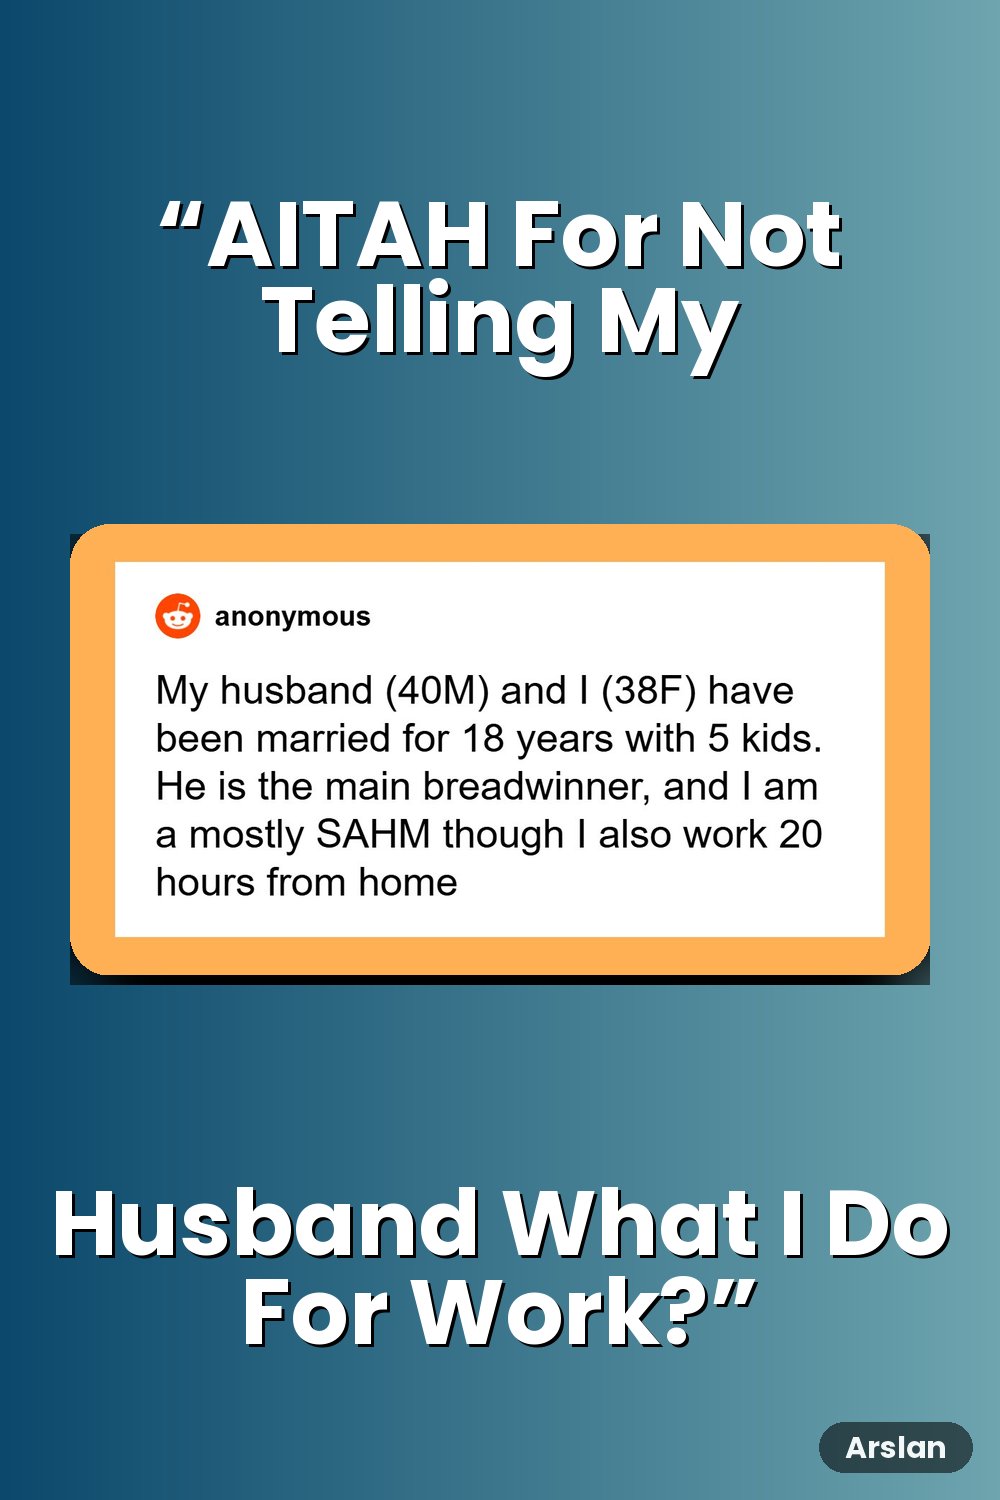 “AITAH For Not
Telling My
anonymous
My husband (40M) and I (38F) have
been married for 18 years with 5 kids.
He is the main breadwinner, and I am
a mostly SAHM though I also work 20
hours from home
Husband What I Do
For Work?”
Arslan